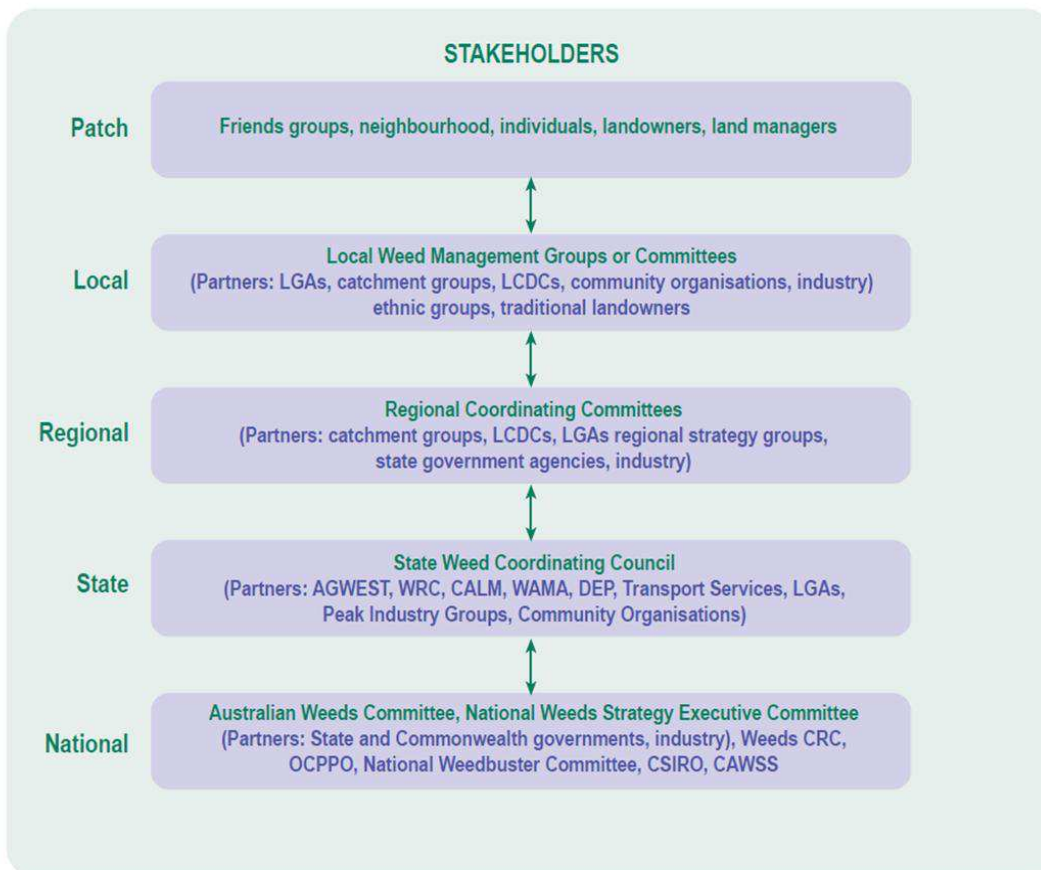 STAKEHOLDERS
Patch
Friends groups, neighbourhood, individuals, landowners, land managers
Local
Local Weed Management Groups or Committees
(Partners: LGAs, catchment groups, LCDCs, community organisations, industry)
ethnic groups, traditional landowners
Regional
Regional Coordinating Committees
(Partners: catchment groups, LCDCs, LGAs regional strategy groups,
state government agencies, industry)
State
State Weed Coordinating Council
(Partners: AGWEST, WRC, CALM, WAMA, DEP, Transport Services, LGAs,
Peak Industry Groups, Community Organisations)
National
Australian Weeds Committee, National Weeds Strategy Executive Committee
(Partners: State and Commonwealth governments, industry), Weeds CRC,
OCPPO, National Weedbuster Committee, CSIRO, CAWSS